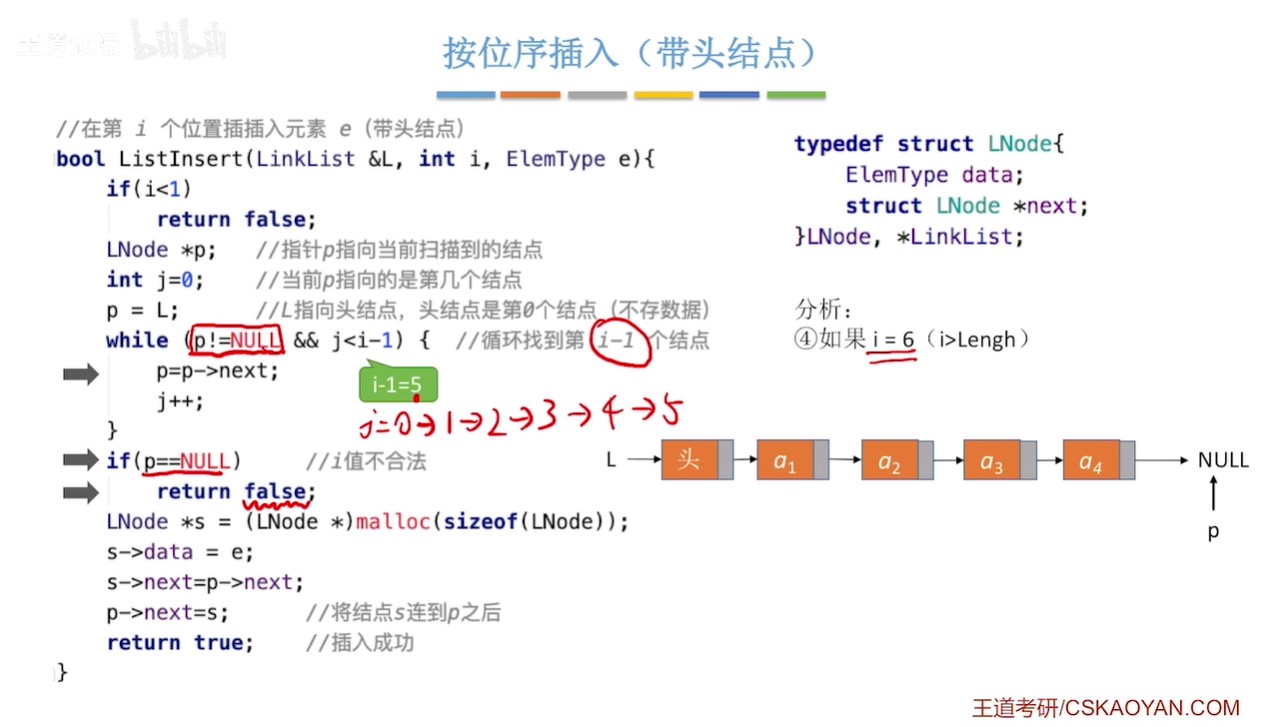 bilibili
按位序插入（带头结点）
//在第 i 个位置插插入元素 e（带头结点）
bool ListInsert(LinkList &L, int i, ElemType e){
if(i<1)
return false;
LNode *p; //指针p指向当前扫描到的结点
int j=0; //当前p指向的是第几个结点
p = L; //L指向头结点，头结点是第0个结点（不存数据）
while (p!=NULL && j<i-1) { //循环找到第 i-1 个结点
p=p->next;
j++;
}
i-1=5
j=0→1→2→3→4→5
if(p==NULL) //i值不合法
return false;
LNode *s = (LNode *)malloc(sizeof(LNode));
s->data = e;
s->next=p->next;
p->next=s; //将结点s连到p之后
return true; //插入成功
}
typedef struct LNode{
ElemType data;
struct LNode *next;
}LNode, *LinkList;
分析：
④如果 i = 6（i>Lengh）
L 头 a1 a2 a3 a4 NULL
p
王道考研/CSKAOYAN.COM